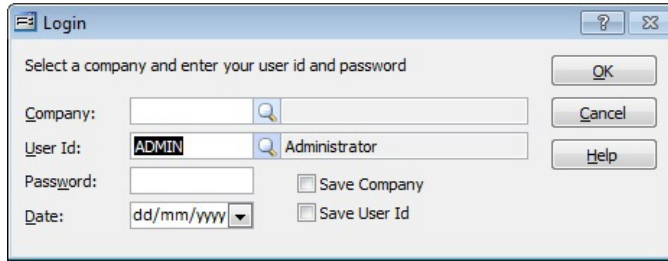 Login
Select a company and enter your user id and password
OK
Company:
Cancel
User Id: ADMIN Administrator
Help
Password: Save Company
Date: dd/mm/yyyy Save User Id